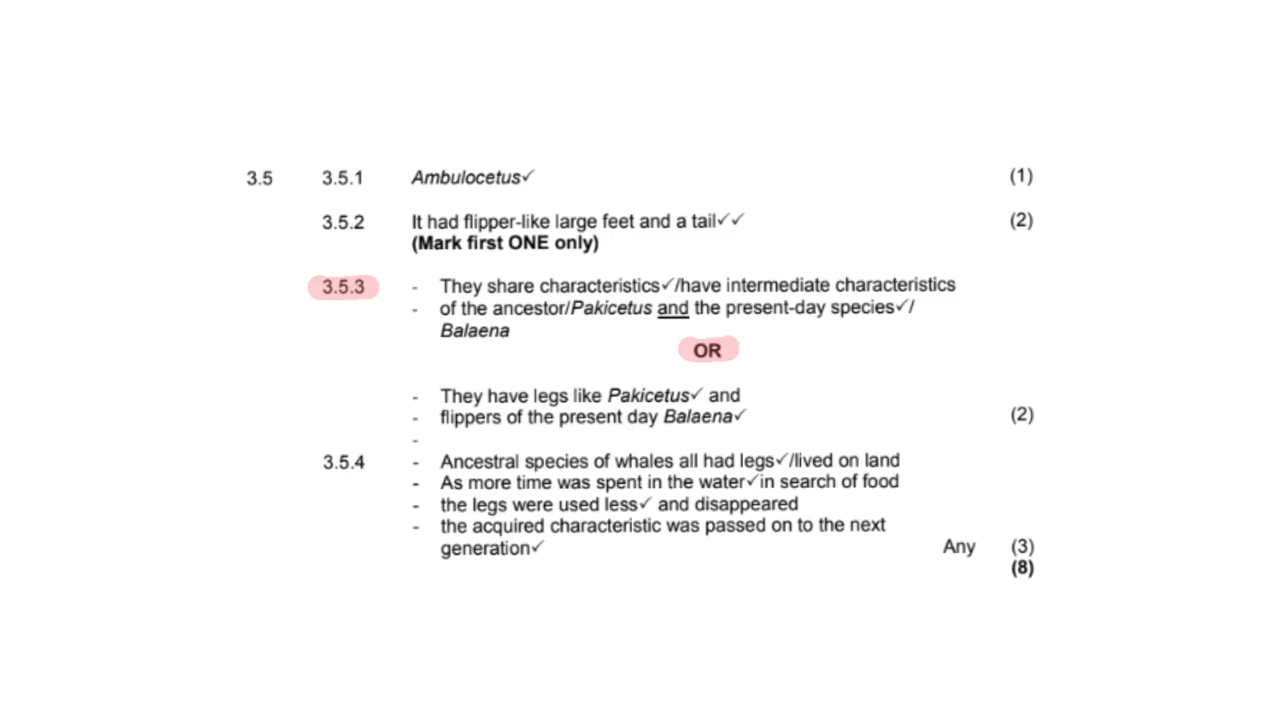 3.5 3.5.1 Ambulocetus✓ (1)
3.5.2 It had flipper-like large feet and a tail✓✓ (2)
(Mark first ONE only)
3.5.3 - They share characteristics✓/have intermediate characteristics
- of the ancestor/Pakicetus and the present-day species✓/
Balaena
OR
- They have legs like Pakicetus✓ and
- flippers of the present day Balaena✓ (2)
-
3.5.4 - Ancestral species of whales all had legs✓/lived on land
- As more time was spent in the water✓in search of food
- the legs were used less✓ and disappeared
- the acquired characteristic was passed on to the next
generation✓ Any (3)
(8)